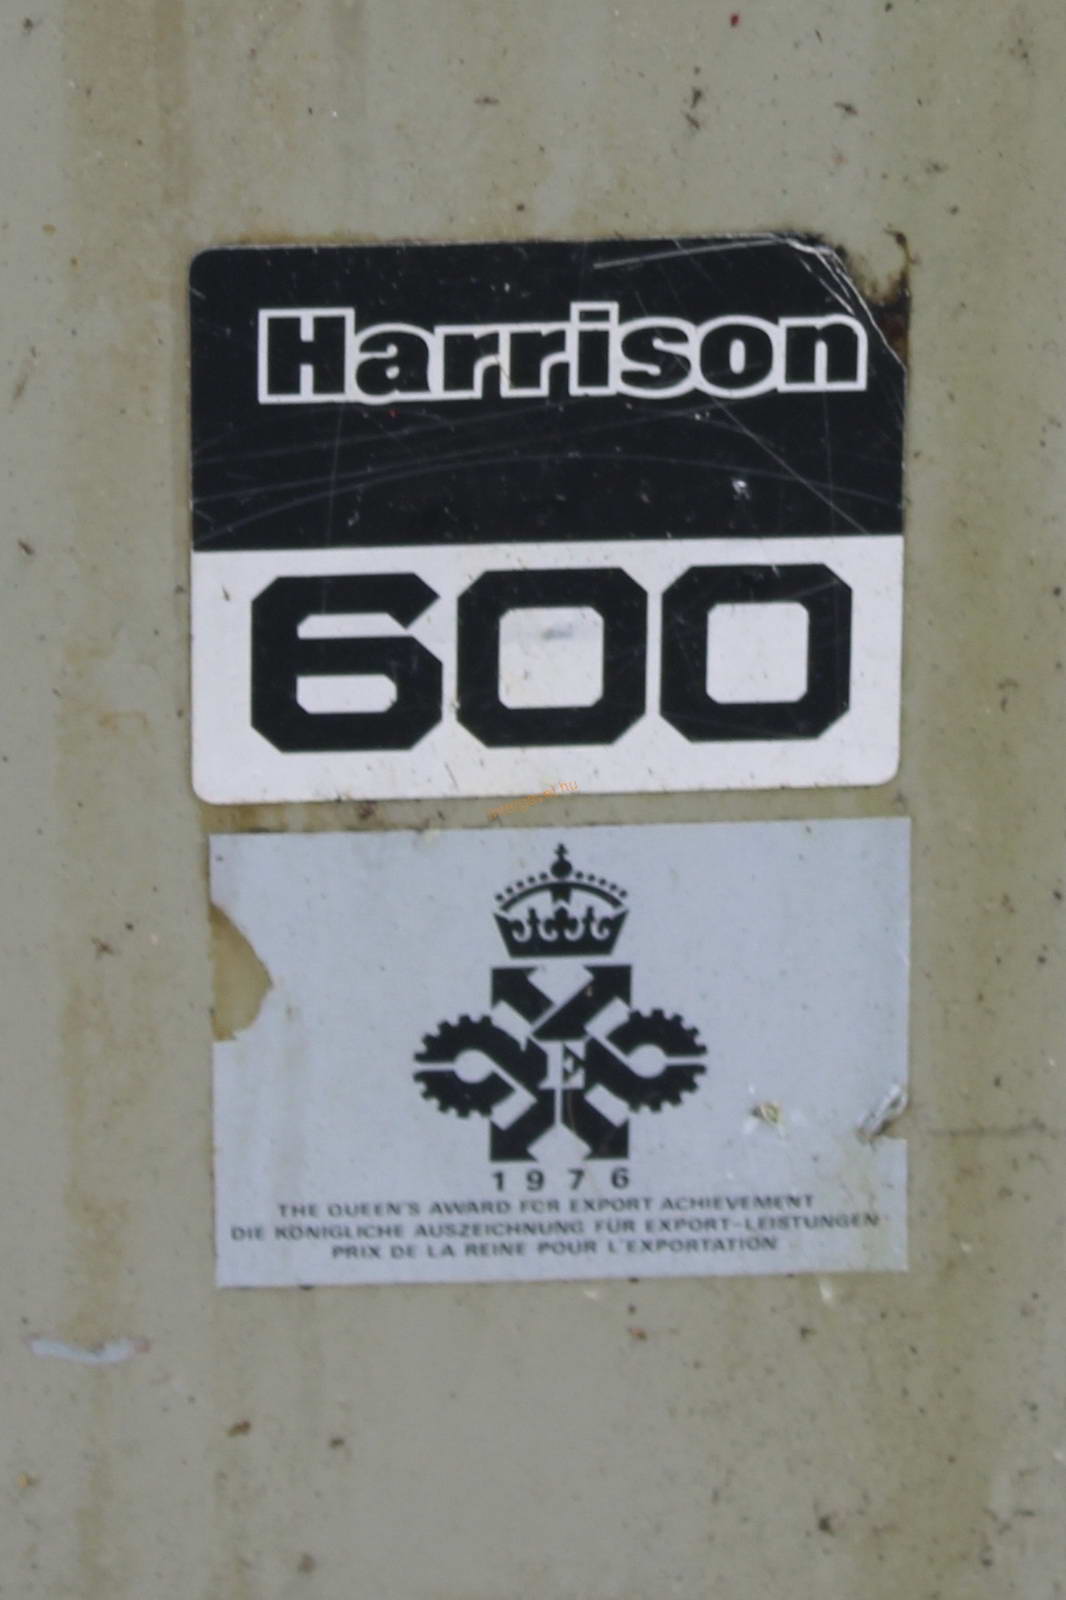 Harrison
600
E
1976
THE QUEEN'S AWARD FOR EXPORT ACHIEVEMENT
DIE KÖNIGLICHE AUSZEICHNUNG FÜR EXPORT-LEISTUNGEN
PRIX DE LA REINE POUR L'EXPORTATION